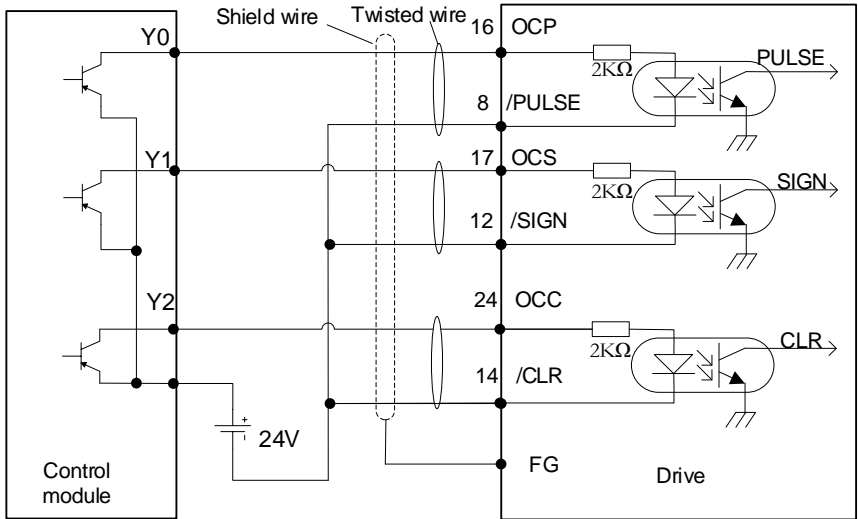 Shield wire
Twisted wire
Y0
16 OCP
2KΩ
PULSE
8 /PULSE
Y1
17 OCS
2KΩ
SIGN
12 /SIGN
Y2
24 OCC
2KΩ
CLR
14 /CLR
+
-
24V
FG
Control
module
Drive